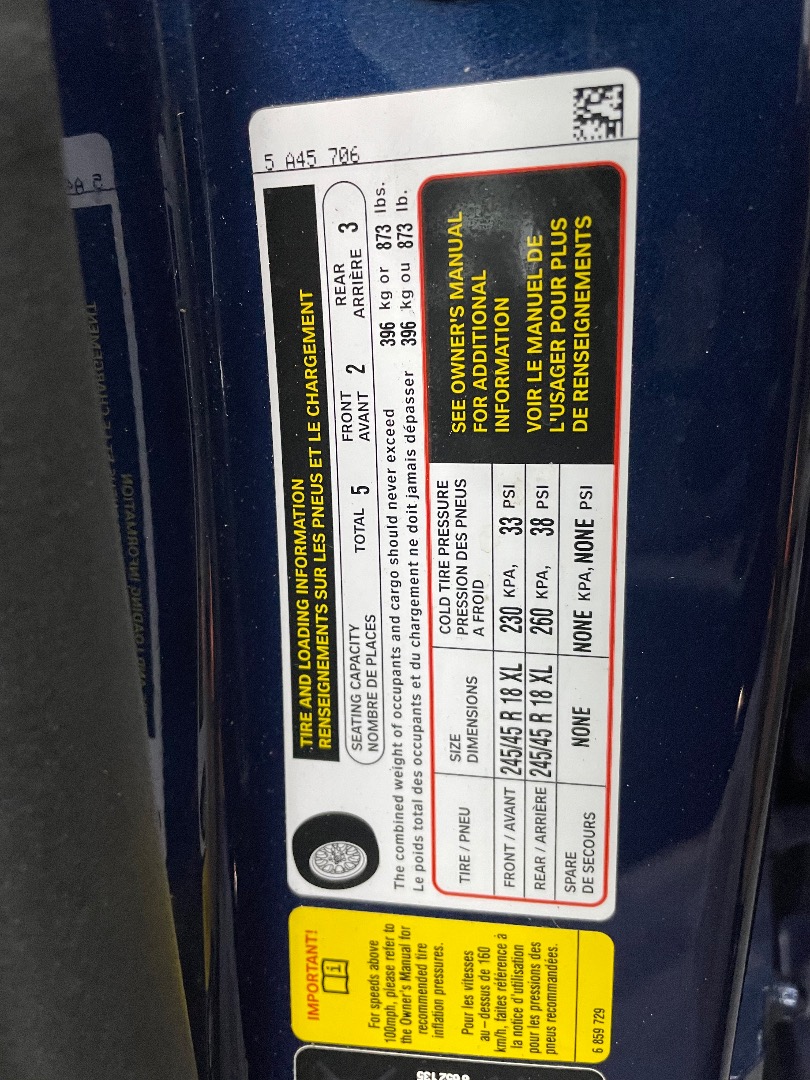 5 A45 706
TIRE AND LOADING INFORMATION
RENSEIGNEMENTS SUR LES PNEUS ET LE CHARGEMENT
SEATING CAPACITY TOTAL 5 FRONT 2 REAR 3
NOMBRE DE PLACES AVANT ARRIÈRE
The combined weight of occupants and cargo should never exceed 396 kg or 873 lbs.
Le poids total des occupants et du chargement ne doit jamais dépasser 396 kg ou 873 lb.
TIRE / PNEU SIZE DIMENSIONS COLD TIRE PRESSURE
PRESSION DES PNEUS
A FROID
FRONT / AVANT 245/45 R 18 XL 230 KPA, 33 PSI
REAR / ARRIÈRE 245/45 R 18 XL 260 KPA, 38 PSI
SPARE
DE SECOURS NONE NONE KPA, NONE PSI
SEE OWNER'S MANUAL
FOR ADDITIONAL
INFORMATION
VOIR LE MANUEL DE
L'USAGER POUR PLUS
DE RENSEIGNEMENTS
IMPORTANT!
For speeds above
100mph, please refer to
the Owner's Manual for
recommended tire
inflation pressures.
Pour les vitesses
au – dessus de 160
km/h, faites référence à
la notice d'utilisation
pour les pressions des
pneus recommandées.
6 859 729